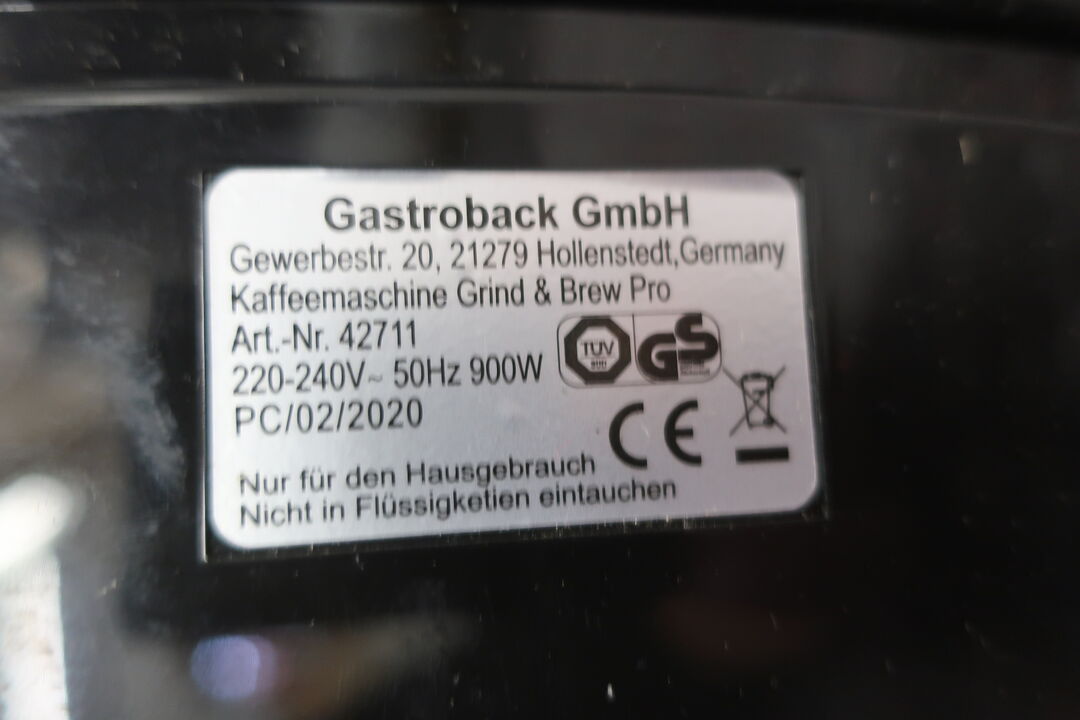 Gastroback GmbH
Gewerbestr. 20, 21279 Hollenstedt,Germany
Kaffeemaschine Grind & Brew Pro
Art.-Nr. 42711
TÜV
GS
220-240V~ 50Hz 900W
PC/02/2020
CE
Nur für den Hausgebrauch
Nicht in Flüssigketien eintauchen